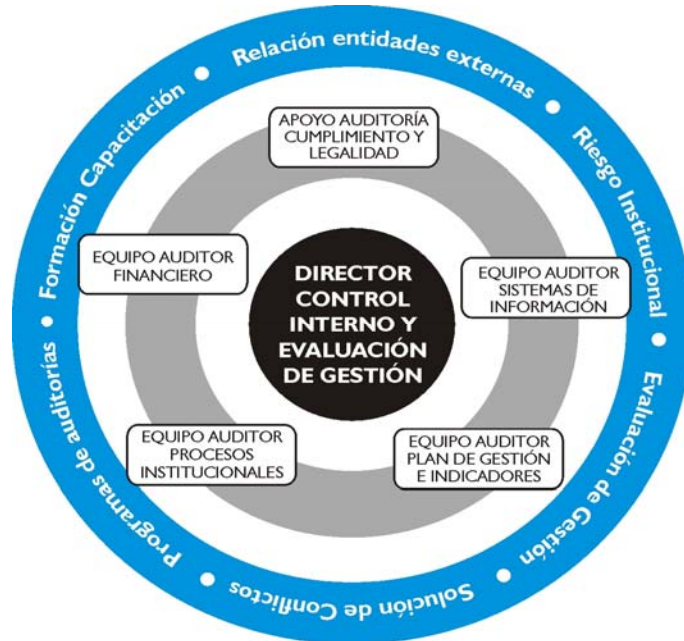 Relación entidades externas
Riesgo Institucional
Evaluación de Gestión
Solución de Conflictos
Programas de auditorías
Formación Capacitación
APOYO AUDITORÍA
CUMPLIMIENTO Y
LEGALIDAD
EQUIPO AUDITOR
FINANCIERO
DIRECTOR
CONTROL
INTERNO Y
EVALUACIÓN
DE GESTIÓN
EQUIPO AUDITOR
SISTEMAS DE
INFORMACIÓN
EQUIPO AUDITOR
PROCESOS
INSTITUCIONALES
EQUIPO AUDITOR
PLAN DE GESTIÓN
E INDICADORES